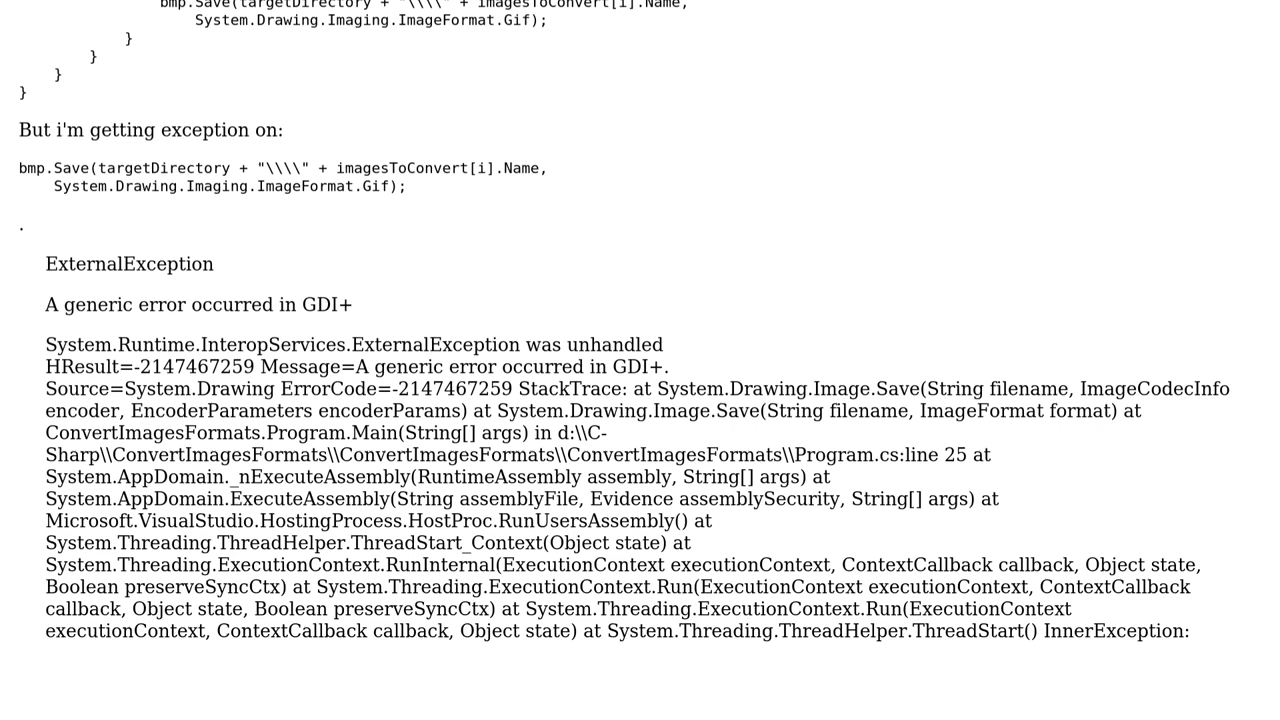 bmp.Save(targetDirectory + "\\\\" + imagesToConvert[i].Name,
System.Drawing.Imaging.ImageFormat.Gif);
}
}
}
}
But i'm getting exception on:
bmp.Save(targetDirectory + "\\\\" + imagesToConvert[i].Name,
System.Drawing.Imaging.ImageFormat.Gif);
.
ExternalException
A generic error occurred in GDI+
System.Runtime.InteropServices.ExternalException was unhandled
HResult=-2147467259 Message=A generic error occurred in GDI+.
Source=System.Drawing ErrorCode=-2147467259 StackTrace: at System.Drawing.Image.Save(String filename, ImageCodecInfo
encoder, EncoderParameters encoderParams) at System.Drawing.Image.Save(String filename, ImageFormat format) at
ConvertImagesFormats.Program.Main(String[] args) in d:\\C-
Sharp\\ConvertImagesFormats\\ConvertImagesFormats\\ConvertImagesFormats\\Program.cs:line 25 at
System.AppDomain._nExecuteAssembly(RuntimeAssembly assembly, String[] args) at
System.AppDomain.ExecuteAssembly(String assemblyFile, Evidence assemblySecurity, String[] args) at
Microsoft.VisualStudio.HostingProcess.HostProc.RunUsersAssembly() at
System.Threading.ThreadHelper.ThreadStart_Context(Object state) at
System.Threading.ExecutionContext.RunInternal(ExecutionContext executionContext, ContextCallback callback, Object state,
Boolean preserveSyncCtx) at System.Threading.ExecutionContext.Run(ExecutionContext executionContext, ContextCallback
callback, Object state, Boolean preserveSyncCtx) at System.Threading.ExecutionContext.Run(ExecutionContext
executionContext, ContextCallback callback, Object state) at System.Threading.ThreadHelper.ThreadStart() InnerException: